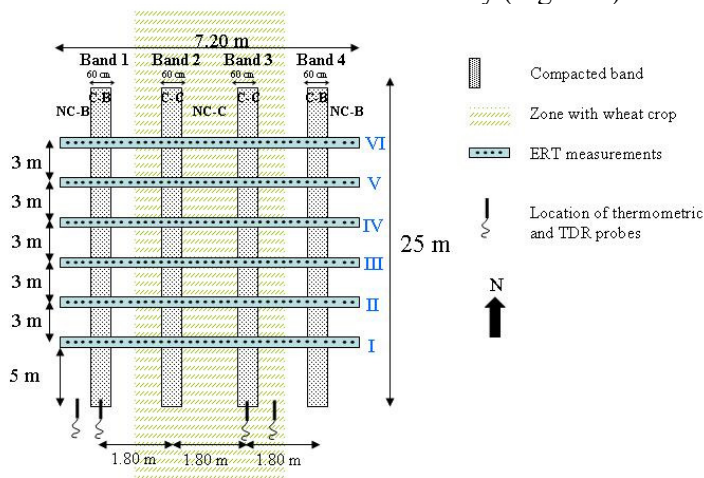 7.20 m
Band 1 Band 2 Band 3 Band 4
60 cm 60 cm 60 cm 60 cm
C-B C-C C-C C-B
NC-B NC-C NC-B
VI
3 m
V
3 m
IV
3 m
25 m
III
3 m
II
3 m
I
5 m
1.80 m 1.80 m 1.80 m
Compacted band
Zone with wheat crop
ERT measurements
Location of thermometric
and TDR probes
N